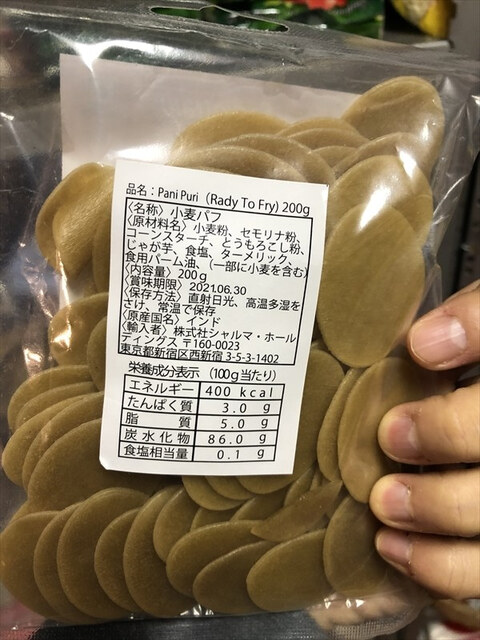 品名：Pani Puri（Rady To Fry) 200g
〈名称〉小麦パフ
〈原材料名〉小麦粉、セモリナ粉、
コーンスターチ、とうもろこし粉、
じゃが芋、食塩、ターメリック、
食用パーム油、（一部に小麦を含む)
〈内容量〉200g
〈賞味期限〉2021.06.30
〈保存方法〉直射日光、高温多湿を
さけ、常温で保存
〈原産国名〉インド
〈輸入者〉株式会社シャルマ・ホール
ティングス 〒160-0023
東京都新宿区西新宿 3-5-3-1402
栄養成分表示（100g当たり）
エネルギー 400 kcal
たんぱく質 3.0 g
脂質 5.0 g
炭水化物 86.0 g
食塩相当量 0.1 g